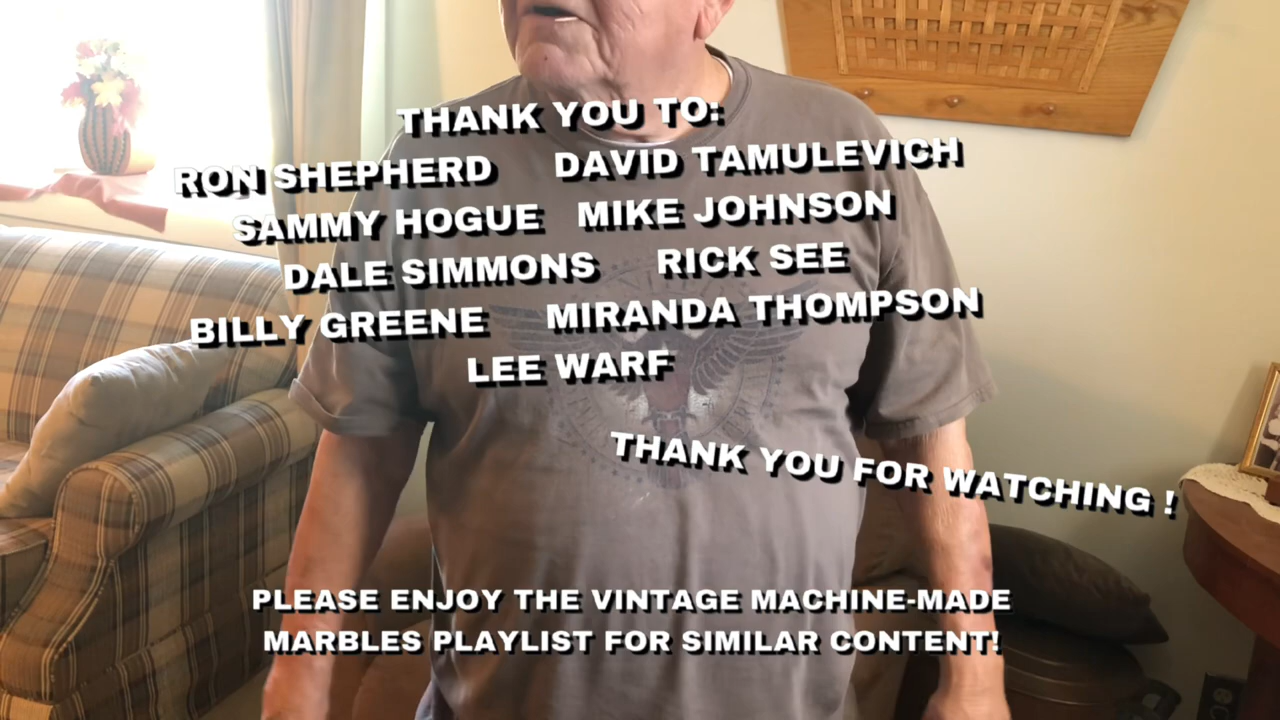 THANK YOU TO:
RON SHEPHERD DAVID TAMULEVICH
SAMMY HOGUE MIKE JOHNSON
DALE SIMMONS RICK SEE
BILLY GREENE MIRANDA THOMPSON
LEE WARF
THANK YOU FOR WATCHING !
PLEASE ENJOY THE VINTAGE MACHINE-MADE
MARBLES PLAYLIST FOR SIMILAR CONTENT!